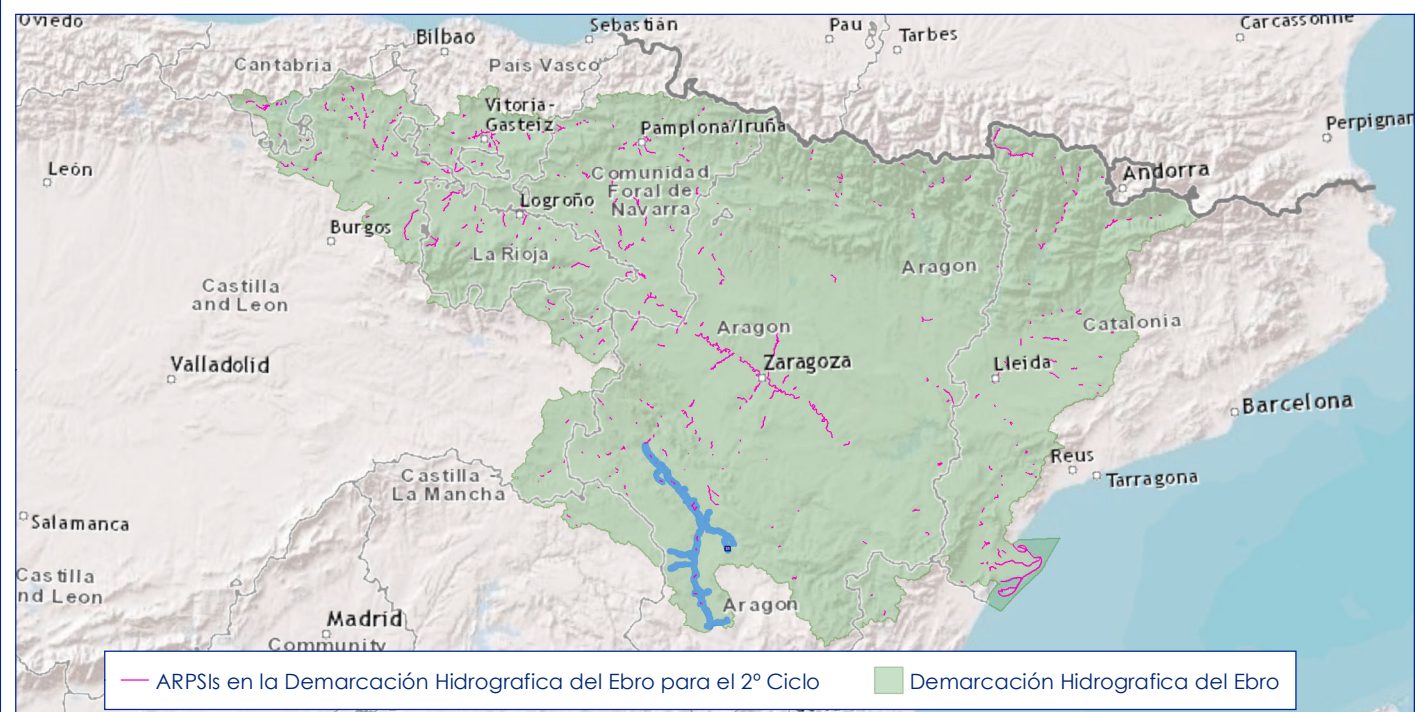 Oviedo
Sebastián
Pau
Carcassonne
Bilbao
Tarbes
Cantabria
País Vasco
Vitoria-
Gasteiz
Pamplona/Iruña
Perpignan
León
Comunidad
Foral de
Navarra
Andorra
Logroño
Burgos
La Rioja
Aragon
Castilla
and Leon
Aragon
Catalonia
Valladolid
Zaragoza
Lleida
Barcelona
Reus
Tarragona
Castilla
La Mancha
Salamanca
Castilla
nd Leon
Aragon
Madrid
Community
ARPSIs en la Demarcación Hidrografica del Ebro para el 2º Ciclo
Demarcación Hidrografica del Ebro